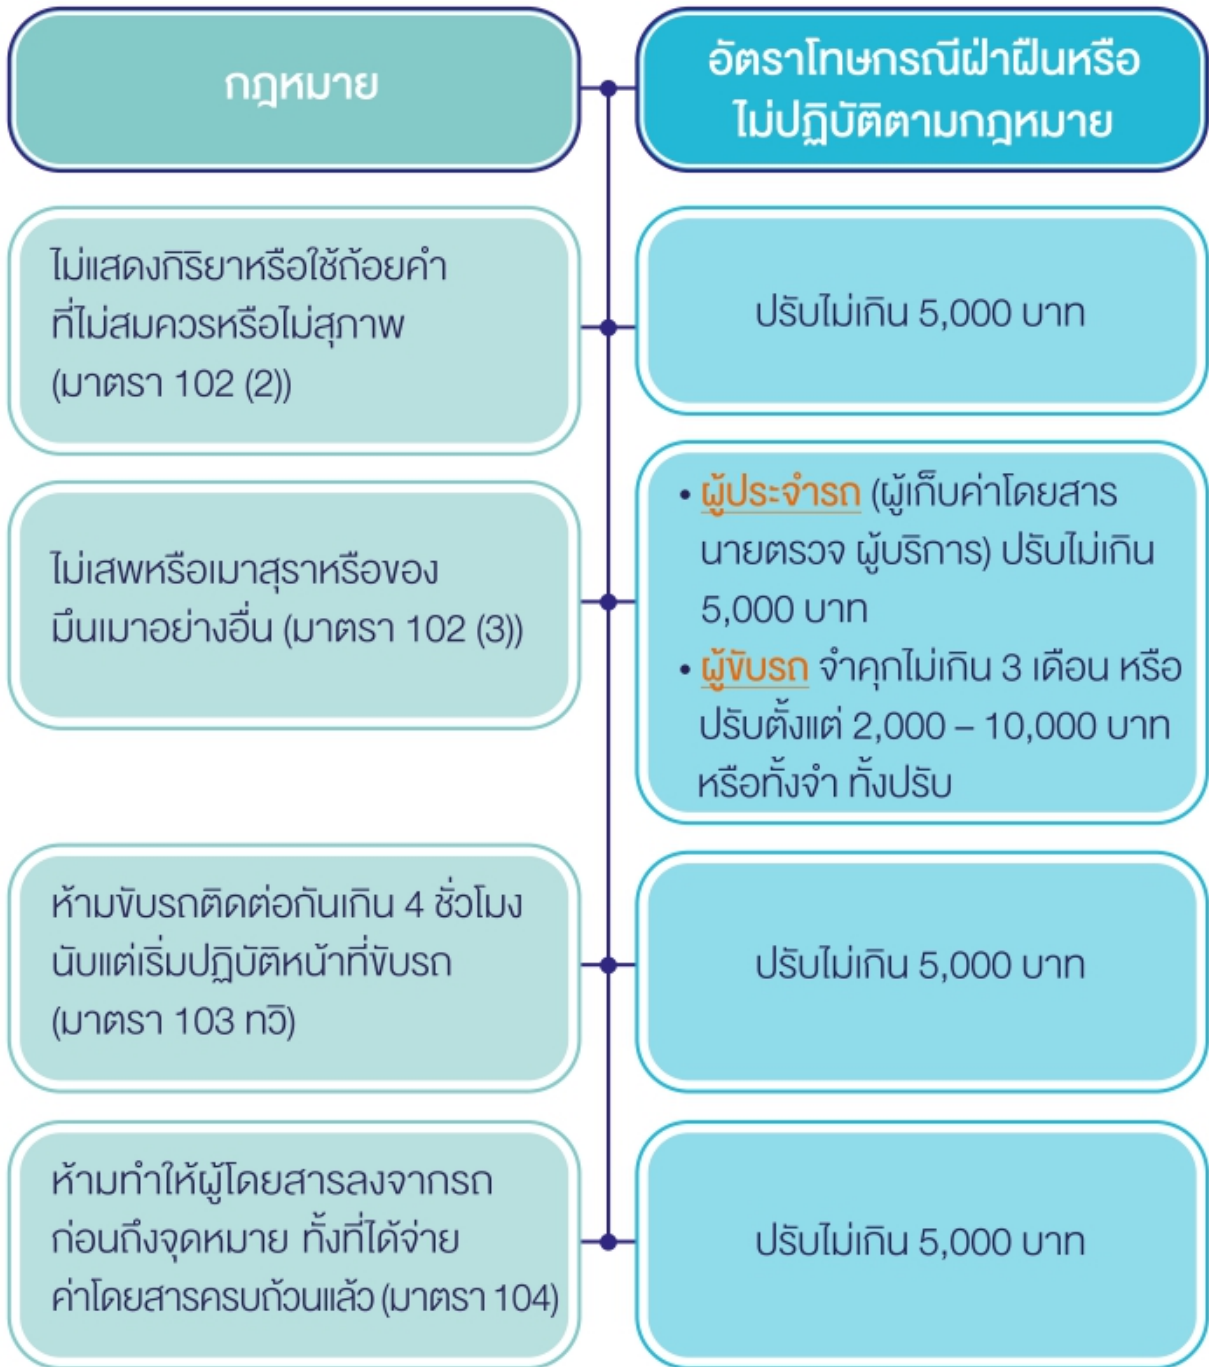 กฎหมาย
อัตราโทษกรณีฝ่าฝืนหรือ
ไม่ปฏิบัติตามกฎหมาย
ไม่แสดงกิริยาหรือใช้ถ้อยคำ
ที่ไม่สมควรหรือไม่สุภาพ
(มาตรา 102 (2))
ปรับไม่เกิน 5,000 บาท
ไม่เสพหรือเมาสุราหรือของ
มึนเมาอย่างอื่น (มาตรา 102 (3))
• ผู้ประจำรถ (ผู้เก็บค่าโดยสาร
นายตรวจ ผู้บริการ) ปรับไม่เกิน
5,000 บาท
• ผู้ขับรถ จำคุกไม่เกิน 3 เดือน หรือ
ปรับตั้งแต่ 2,000 – 10,000 บาท
หรือทั้งจำ ทั้งปรับ
ห้ามขับรถติดต่อกันเกิน 4 ชั่วโมง
นับแต่เริ่มปฏิบัติหน้าที่ขับรถ
(มาตรา 103 ทวิ)
ปรับไม่เกิน 5,000 บาท
ห้ามทำให้ผู้โดยสารลงจากรถ
ก่อนถึงจุดหมาย ทั้งที่ได้จ่าย
ค่าโดยสารครบถ้วนแล้ว (มาตรา 104)
ปรับไม่เกิน 5,000 บาท